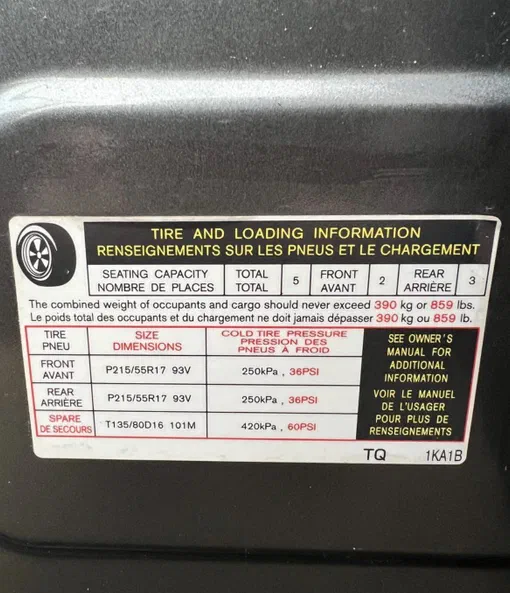 TIRE AND LOADING INFORMATION
RENSEIGNEMENTS SUR LES PNEUS ET LE CHARGEMENT
SEATING CAPACITY TOTAL 5 FRONT 2 REAR 3
NOMBRE DE PLACES TOTAL AVANT ARRIÈRE
The combined weight of occupants and cargo should never exceed 390 kg or 859 lbs.
Le poids total des occupants et du chargement ne doit jamais dépasser 390 kg ou 859 lb.
TIRE
PNEU
SIZE
DIMENSIONS
COLD TIRE PRESSURE
PRESSION DES
PNEUS À FROID
FRONT
AVANT
P215/55R17 93V
250kPa , 36PSI
REAR
ARRIÈRE
P215/55R17 93V
250kPa , 36PSI
SPARE
DE SECOURS
T135/80D16 101M
420kPa , 60PSI
SEE OWNER'S
MANUAL FOR
ADDITIONAL
INFORMATION
VOIR LE MANUEL
DE L'USAGER
POUR PLUS DE
RENSEIGNEMENTS
TQ 1KA1B